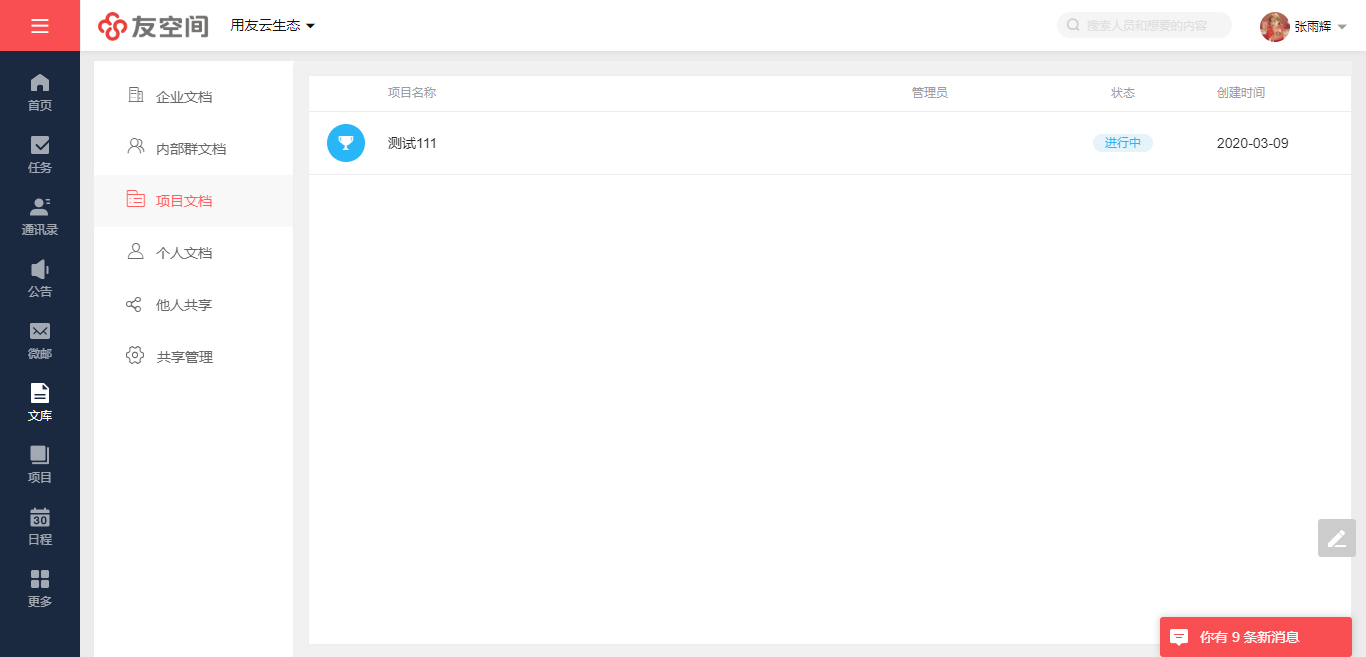 友空间
用友云生态
搜索人员和想要的内容
张雨辉
首页
任务
通讯录
公告
微邮
文库
项目
30
日程
更多
企业文档
内部群文档
项目文档
个人文档
他人共享
共享管理
项目名称 管理员 状态 创建时间
测试111 进行中 2020-03-09
你有 9 条新消息